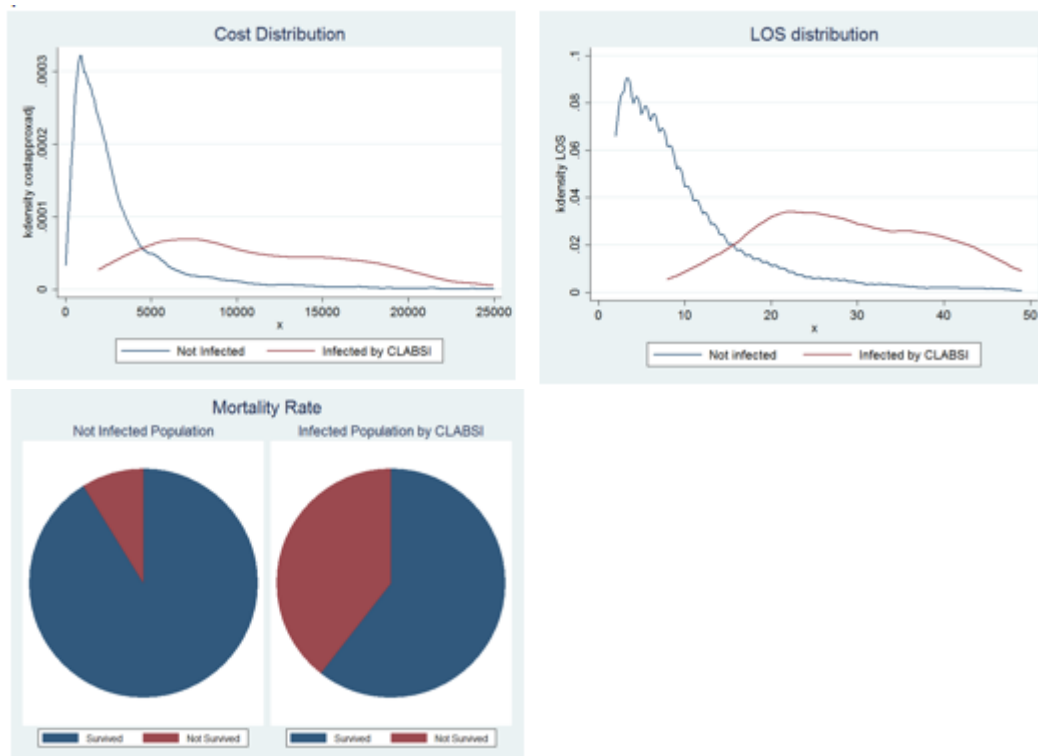 Cost Distribution
kdensity costapproxadj
0 .0001 .0002 .0003
0 5000 10000 15000 20000 25000
x
Not Infected Infected by CLABSI
LOS distribution
kdensity LOS
0 .02 .04 .06 .08 .1
0 10 20 30 40 50
x
Not infected Infected by CLABSI
Mortality Rate
Not Infected Population Infected Population by CLABSI
Survived Not Survived Survived Not Survived